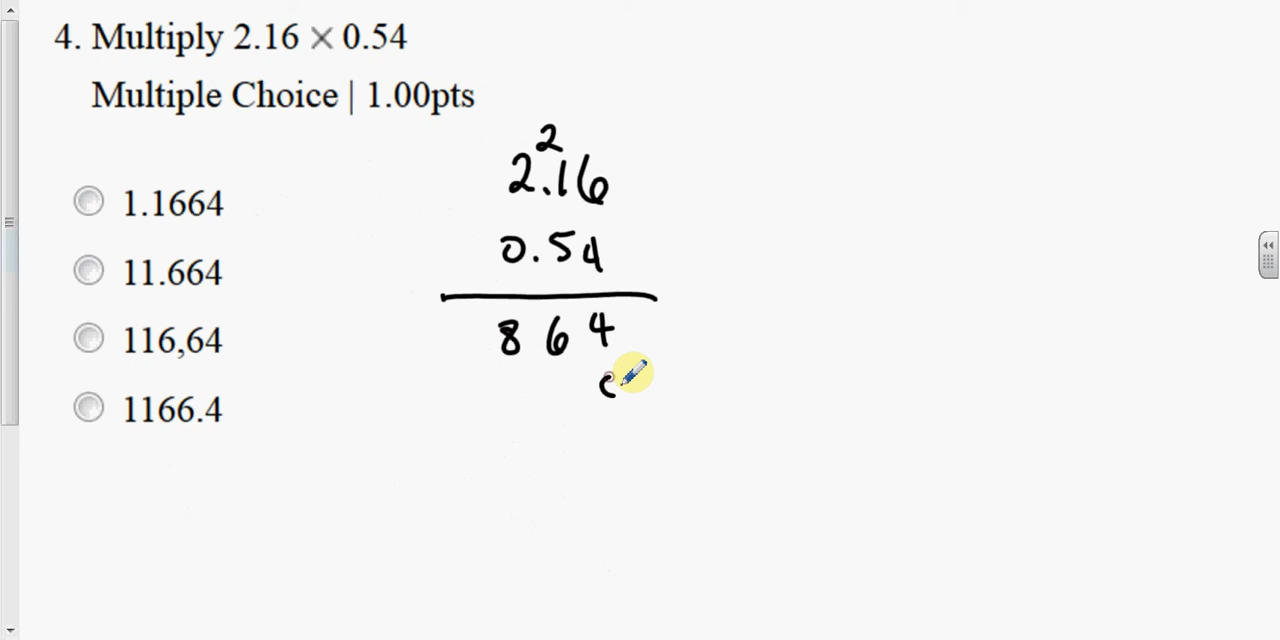 4. Multiply 2.16 × 0.54
Multiple Choice | 1.00pts
1.1664
11.664
116,64
1166.4
2
2.16
0.54
8 6 4